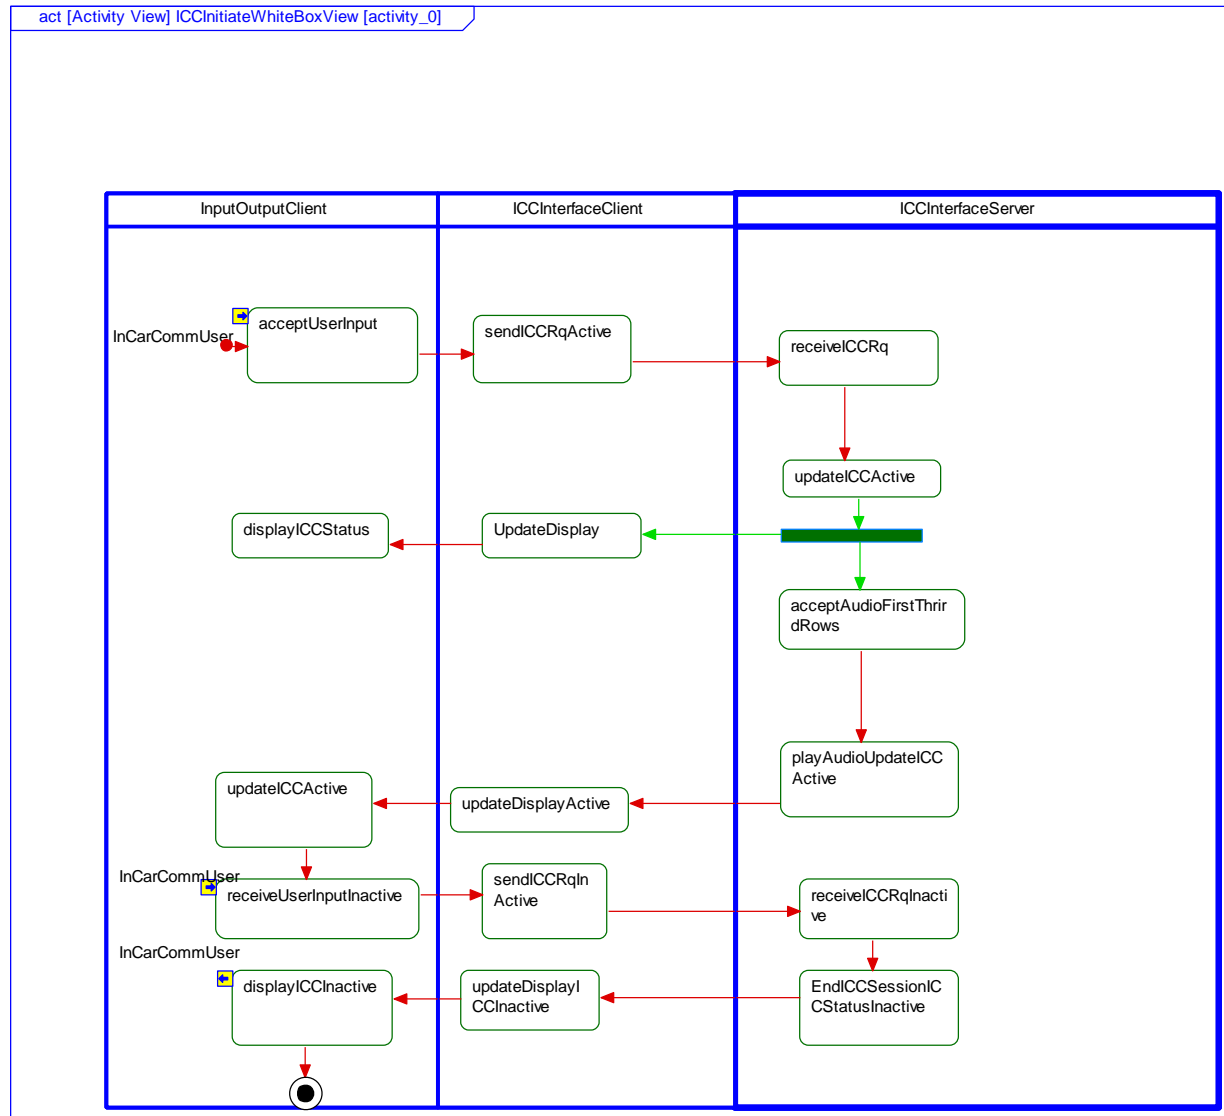 act [Activity View] ICCInitiateWhiteBoxView [activity_0]
InputOutputClient
ICCInterfaceClient
ICCInterfaceServer
InCarCommUser
acceptUserInput
sendICCRqActive
receiveICCRq
updateICCActive
displayICCStatus
UpdateDisplay
acceptAudioFirstThrir
dRows
playAudioUpdateICC
Active
updateICCActive
updateDisplayActive
InCarCommUser
receiveUserInputInactive
sendICCRqIn
Active
receiveICCRqInacti
ve
InCarCommUser
displayICCInactive
updateDisplayI
CCInactive
EndICCSessionIC
CStatusInactive